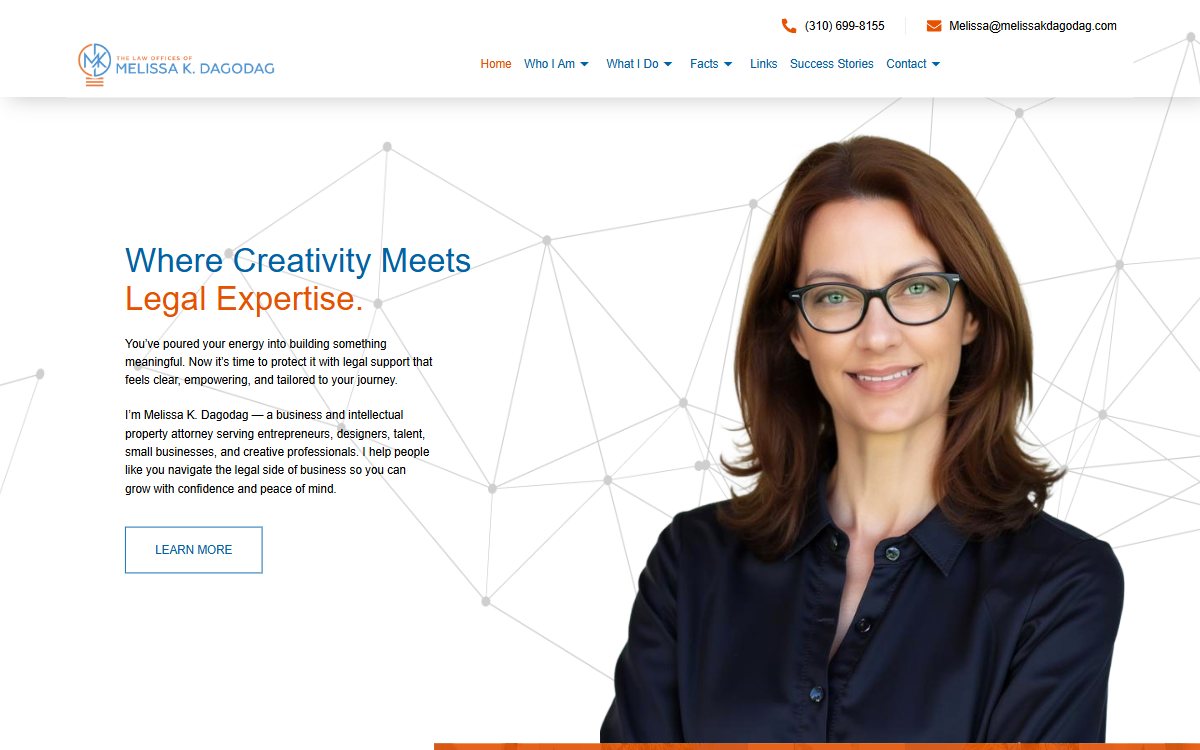 (310) 699-8155
Melissa@melissakdagodag.com
MKD
THE LAW OFFICES OF
MELISSA K. DAGODAG
Home Who I Am What I Do Facts Links Success Stories Contact
Where Creativity Meets
Legal Expertise.
You’ve poured your energy into building something
meaningful. Now it’s time to protect it with legal support that
feels clear, empowering, and tailored to your journey.
I’m Melissa K. Dagodag — a business and intellectual
property attorney serving entrepreneurs, designers, talent,
small businesses, and creative professionals. I help people
like you navigate the legal side of business so you can
grow with confidence and peace of mind.
LEARN MORE